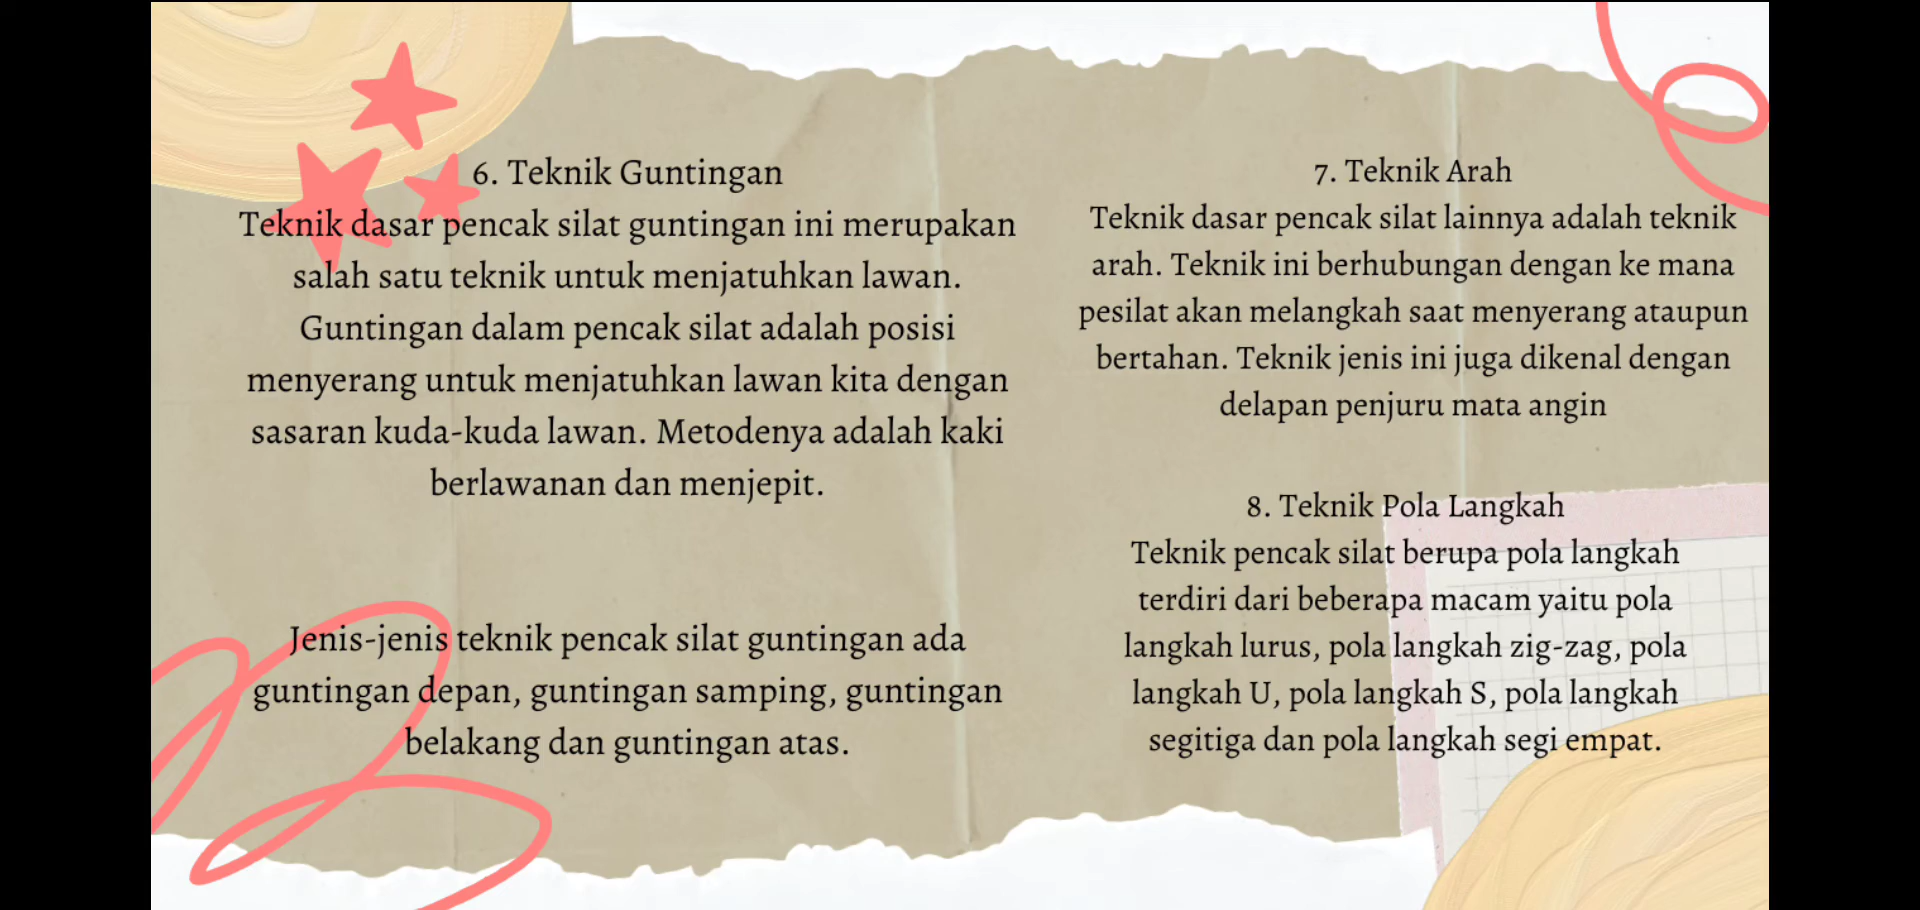 6. Teknik Guntingan
Teknik dasar pencak silat guntingan ini merupakan
salah satu teknik untuk menjatuhkan lawan.
Guntingan dalam pencak silat adalah posisi
menyerang untuk menjatuhkan lawan kita dengan
sasaran kuda-kuda lawan. Metodenya adalah kaki
berlawanan dan menjepit.
Jenis-jenis teknik pencak silat guntingan ada
guntingan depan, guntingan samping, guntingan
belakang dan guntingan atas.
7. Teknik Arah
Teknik dasar pencak silat lainnya adalah teknik
arah. Teknik ini berhubungan dengan ke mana
pesilat akan melangkah saat menyerang ataupun
bertahan. Teknik jenis ini juga dikenal dengan
delapan penjuru mata angin
8. Teknik Pola Langkah
Teknik pencak silat berupa pola langkah
terdiri dari beberapa macam yaitu pola
langkah lurus, pola langkah zig-zag, pola
langkah U, pola langkah S, pola langkah
segitiga dan pola langkah segi empat.